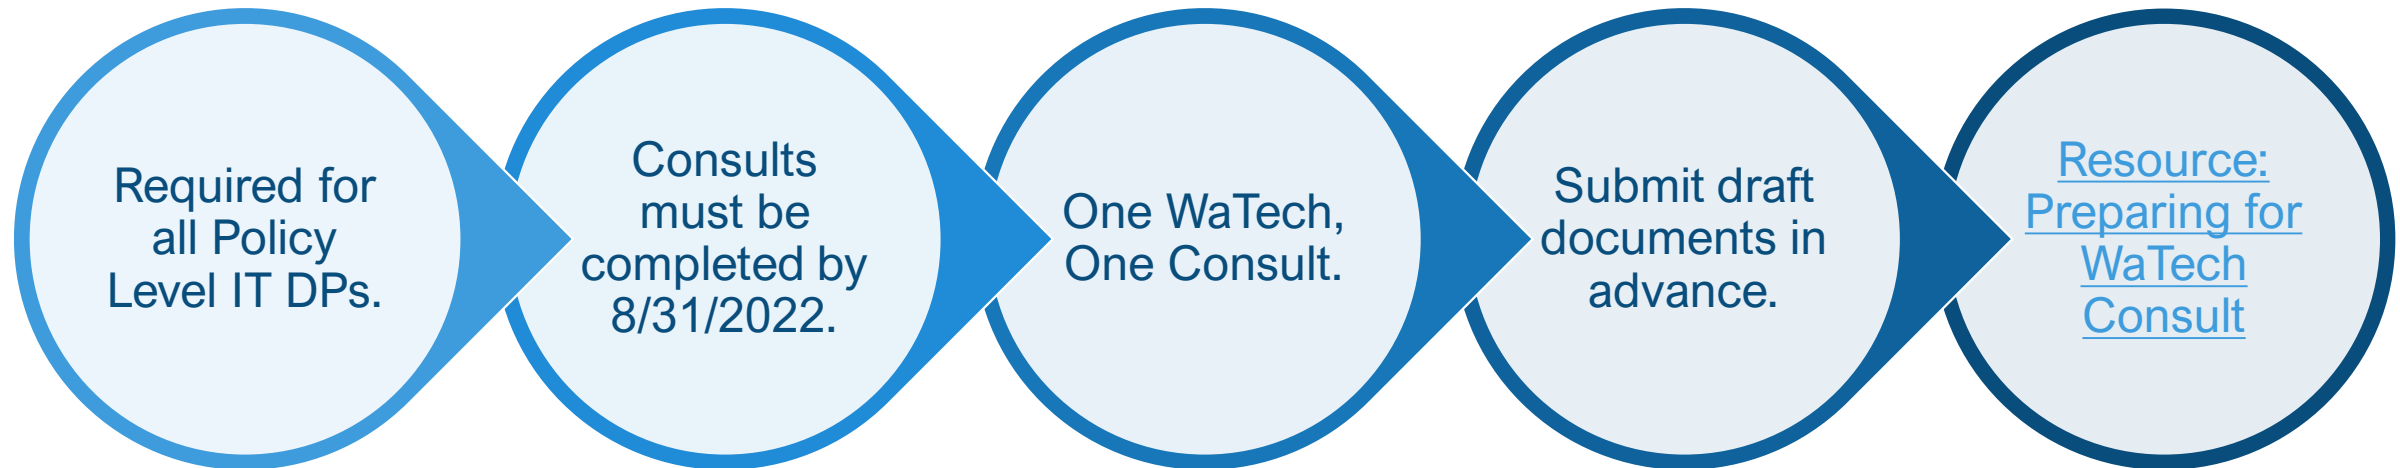 Required for
all Policy
Level IT DPs.
Consults
must be
completed by
8/31/2022.
One WaTech,
One Consult.
Submit draft
documents in
advance.
Resource:
Preparing for
WaTech
Consult